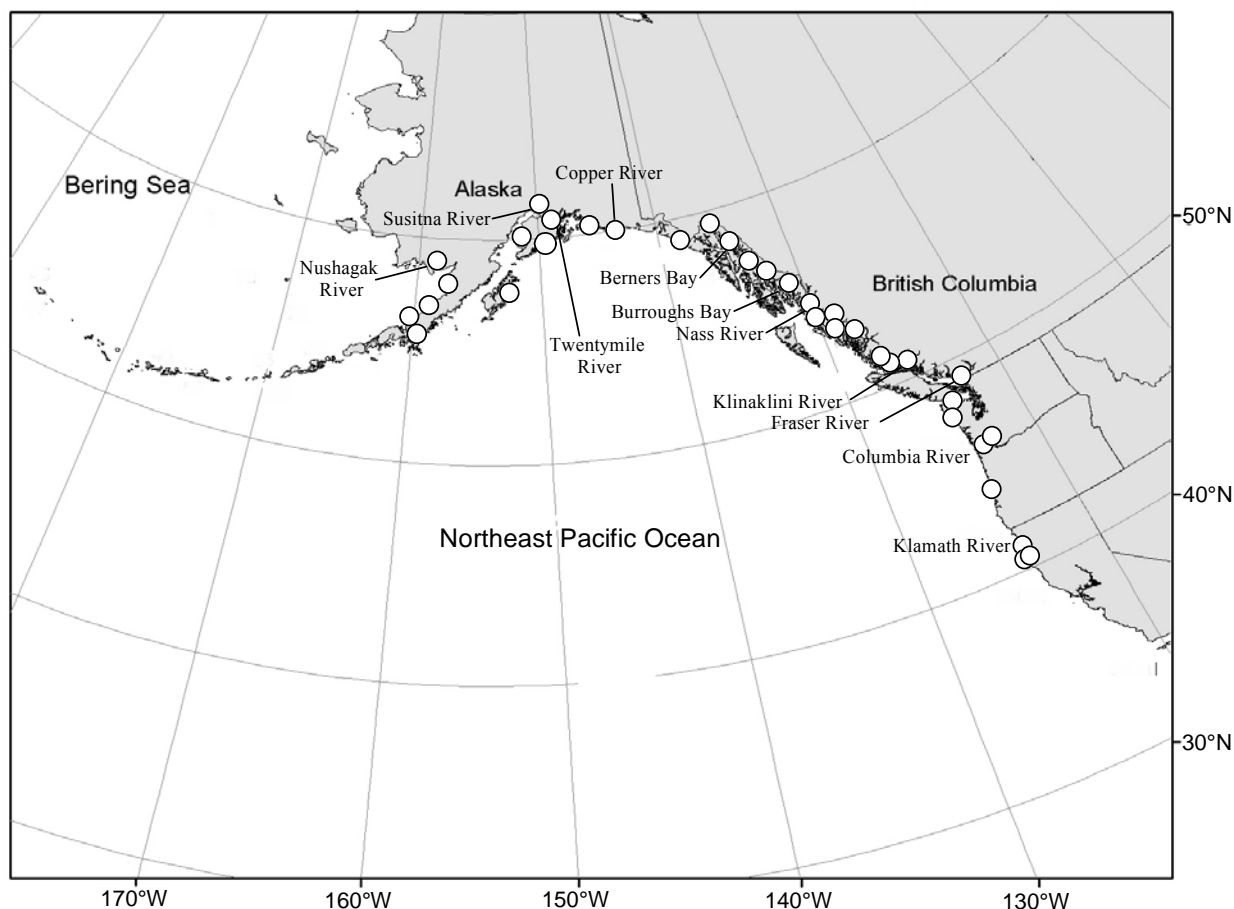 Copper River
Bering Sea
Alaska
Susitna River
50°N
Nushagak
River
Berners Bay
British Columbia
Burroughs Bay
Nass River
Twentymile
River
Klinaklini River
Fraser River
Columbia River
40°N
Northeast Pacific Ocean
Klamath River
30°N
170°W
160°W
150°W
140°W
130°W